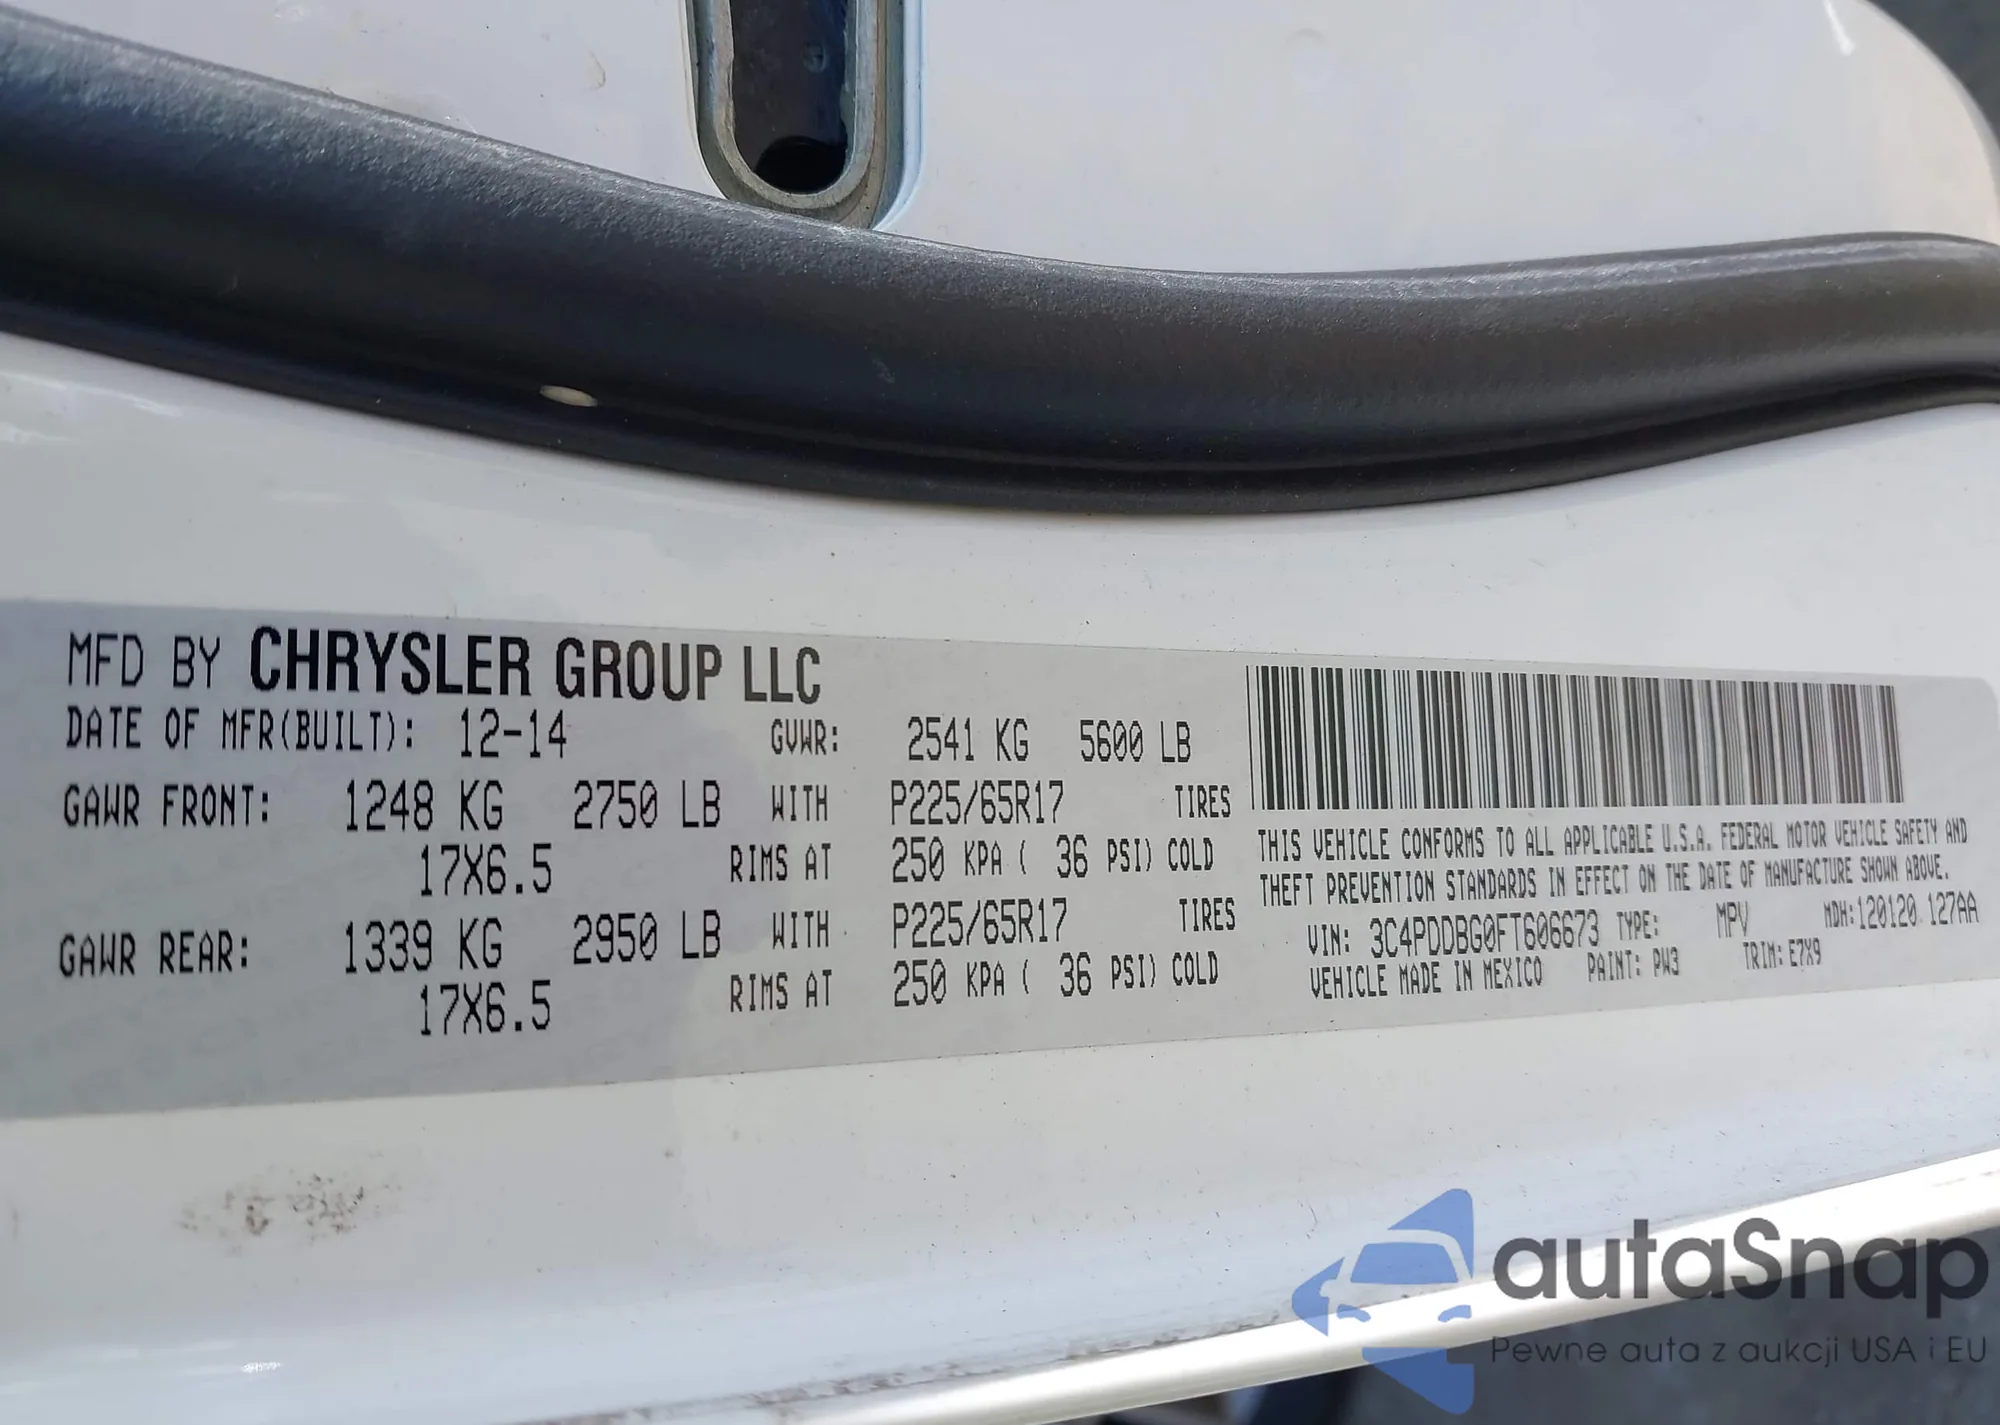 MFD BY CHRYSLER GROUP LLC
DATE OF MFR(BUILT): 12-14 GVWR: 2541 KG 5600 LB
GAWR FRONT: 1248 KG 2750 LB WITH P225/65R17 TIRES
17X6.5 RIMS AT 250 KPA ( 36 PSI) COLD
GAWR REAR: 1339 KG 2950 LB WITH P225/65R17 TIRES
17X6.5 RIMS AT 250 KPA ( 36 PSI) COLD
THIS VEHICLE CONFORMS TO ALL APPLICABLE U.S.A. FEDERAL MOTOR VEHICLE SAFETY AND
THEFT PREVENTION STANDARDS IN EFFECT ON THE DATE OF MANUFACTURE SHOWN ABOVE.
VIN: 3C4PDDBG0FT606673 TYPE: MPV MDH:120120 127AA
VEHICLE MADE IN MEXICO PAINT: PW3 TRIM: E7X9
autaSnap
Pewne auta z aukcji USA i EU